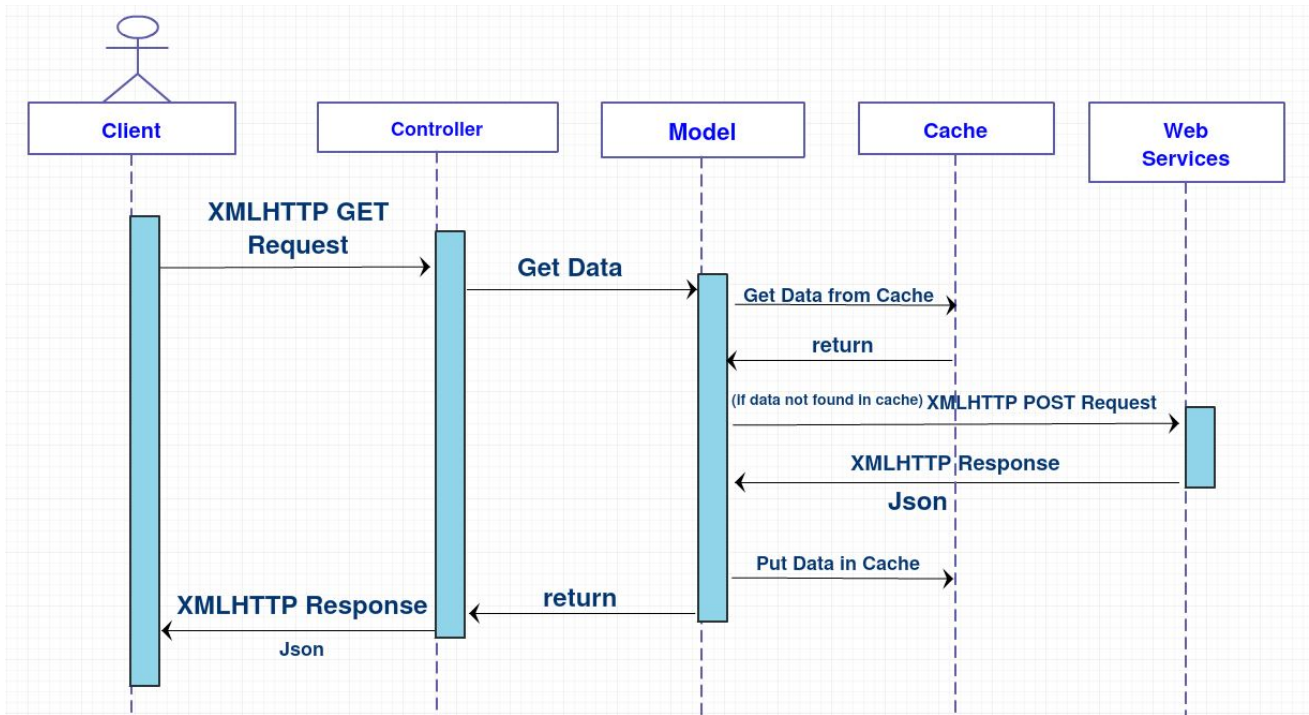 Client
Controller
Model
Cache
Web
Services
XMLHTTP GET
Request
Get Data
Get Data from Cache
return
(if data not found in cache) XMLHTTP POST Request
XMLHTTP Response
Json
Put Data in Cache
return
XMLHTTP Response
Json